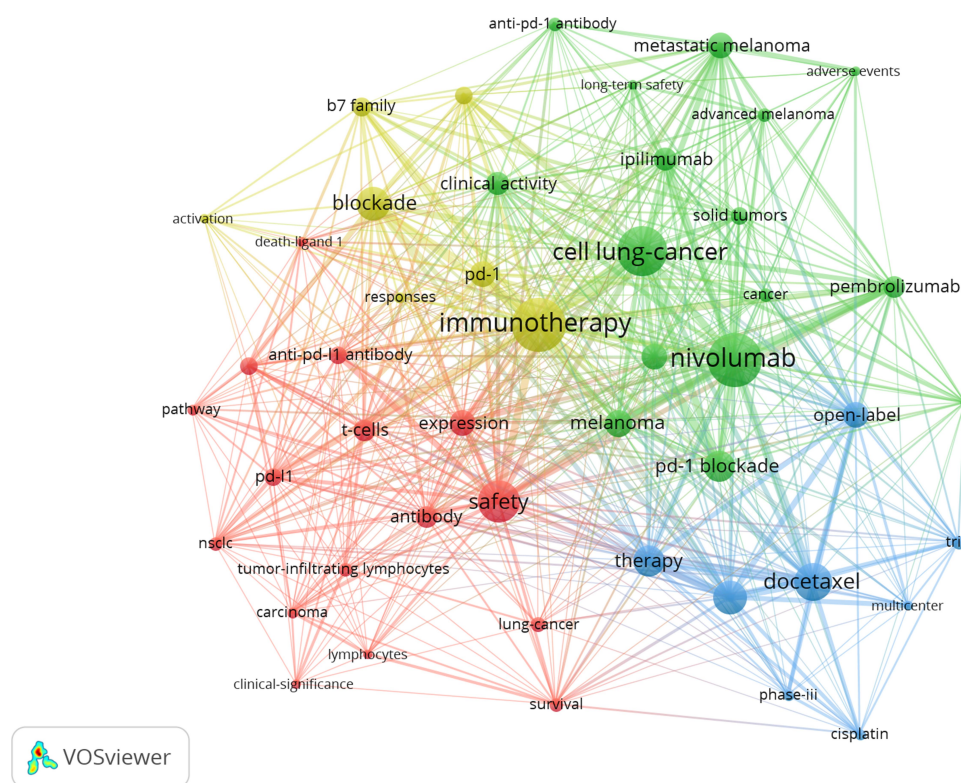 anti-pd-1 antibody
metastatic melanoma
adverse events
long-term safety
b7 family
advanced melanoma
ipilimumab
clinical activity
blockade
activation
solid tumors
death-ligand 1
cell lung-cancer
pd-1
pembrolizumab
responses
cancer
immunotherapy
anti-pd-l1 antibody
nivolumab
pathway
open-label
expression
melanoma
t-cells
pd-1 blockade
pd-l1
safety
antibody
nsclc
tri
therapy
tumor-infiltrating lymphocytes
docetaxel
multicenter
carcinoma
lung-cancer
lymphocytes
clinical-significance
phase-iii
survival
cisplatin
VOSviewer